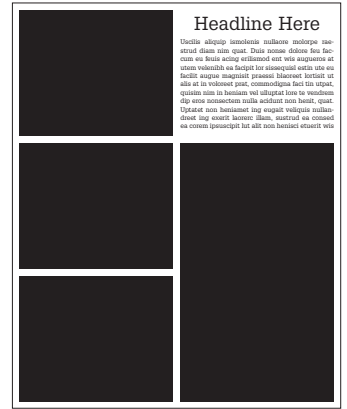 Headline Here
Uscilis aliquip ismolenis nullaore molorpe rae-
strud diam nim quat. Duis nonse dolore feu fac-
cum eu feuis acing erilismod ent wis augueros at
utem velenibh ea facipit lor sissequisl estin ute eu
facilit augue magnisit praessi blaoreet lortisit ut
alis at in voloreet prat, commodigna faci tin utpat,
quisim nim in heniam vel ulluptat lore te vendrem
dip eros nonsectem nulla acidunt non henit, quat.
Uptatet non heniamet ing eugait veliquis nullan-
dreet ing exerit laorerc illam, sustrud ea consed
ea corem ipsuscipit lut alit non henisci etuerit wis